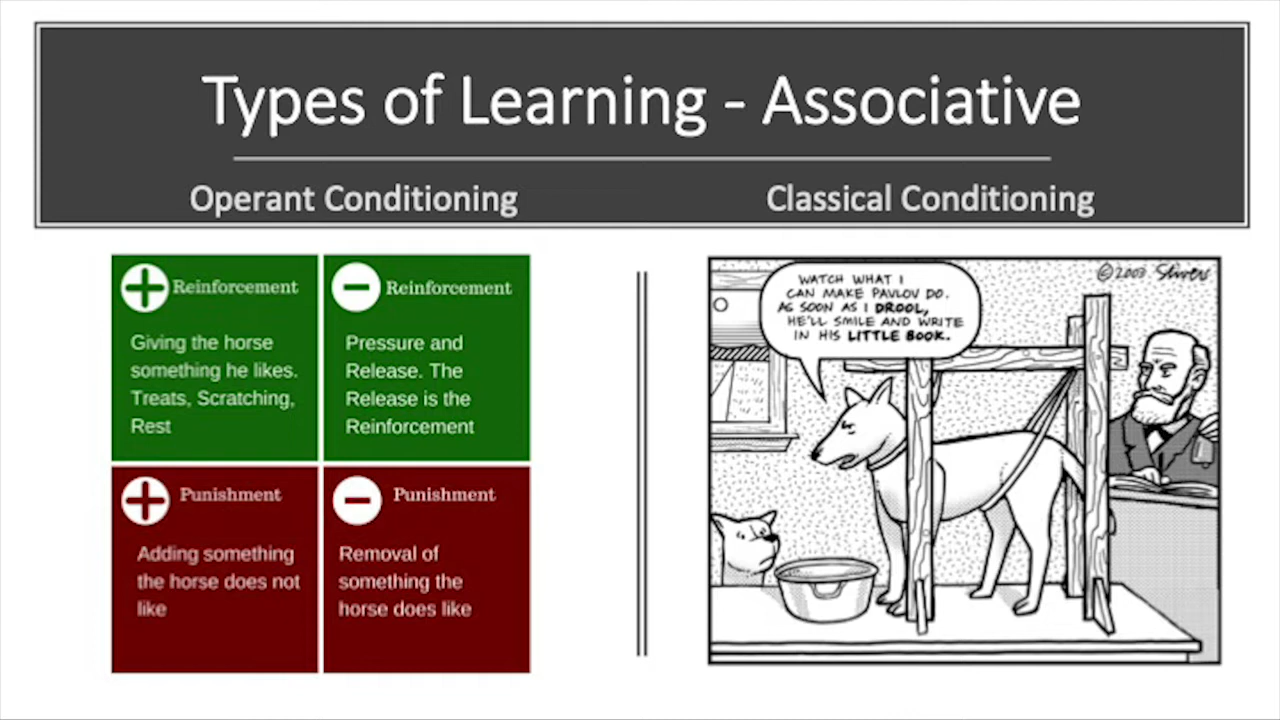 Types of Learning - Associative
Operant Conditioning
Classical Conditioning
+ Reinforcement
Giving the horse
something he likes.
Treats, Scratching,
Rest
− Reinforcement
Pressure and
Release. The
Release is the
Reinforcement
+ Punishment
Adding something
the horse does not
like
− Punishment
Removal of
something the
horse does like
WATCH WHAT I
CAN MAKE PAVLOV DO.
AS SOON AS I DROOL,
HE'LL SMILE AND WRITE
IN HIS LITTLE BOOK.
©2003 Stivers